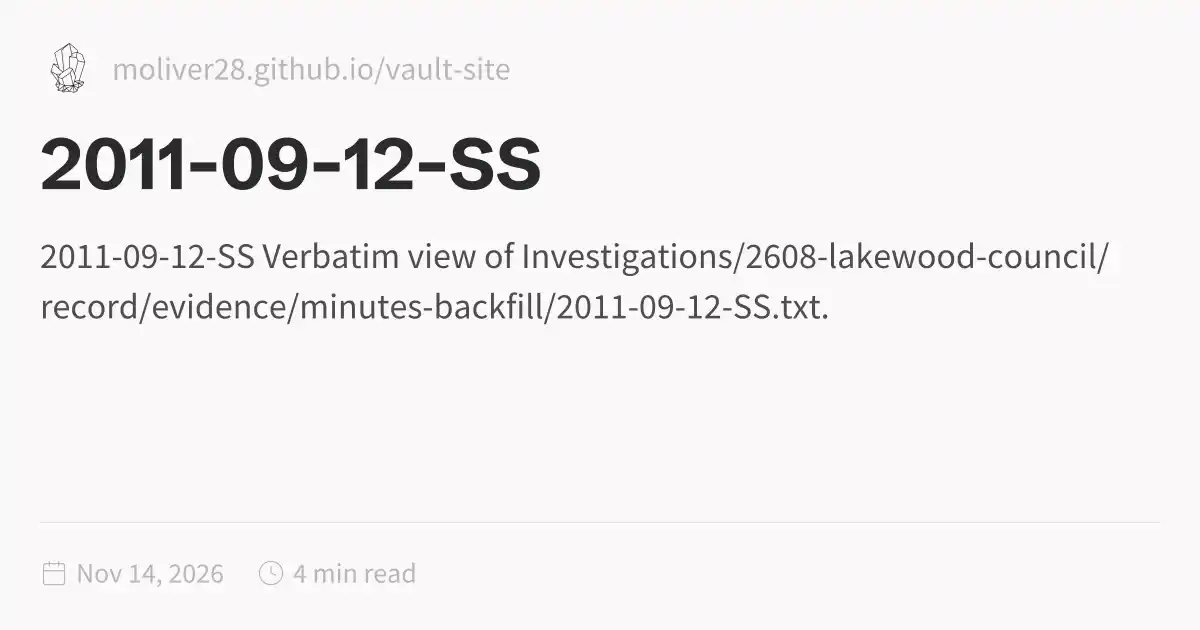 moliver28.github.io/vault-site
2011-09-12-SS
2011-09-12-SS Verbatim view of Investigations/2608-lakewood-council/
record/evidence/minutes-backfill/2011-09-12-SS.txt.
Nov 14, 2026
4 min read